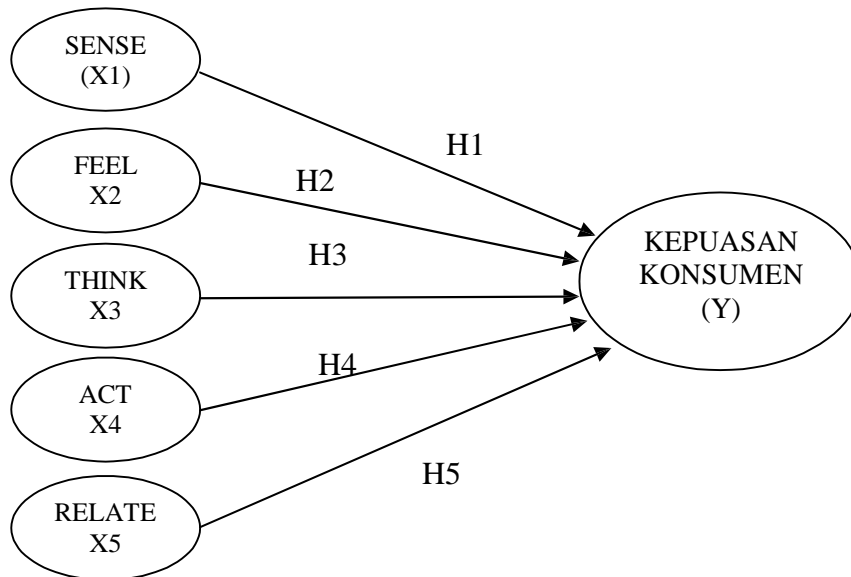 SENSE
(X1)
H1
FEEL
X2
H2
KEPUASAN
KONSUMEN
(Y)
H3
THINK
X3
H4
ACT
X4
H5
RELATE
X5